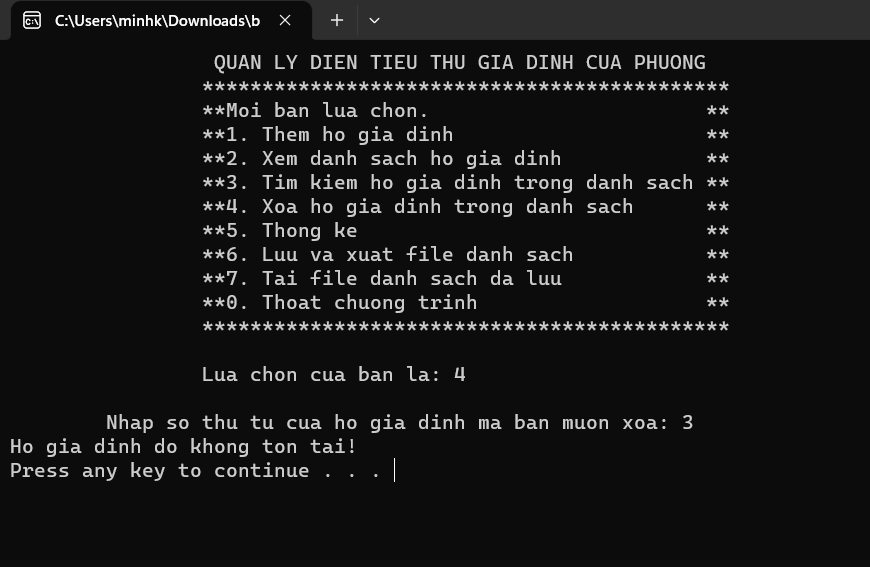 C:\Users\minhk\Downloads\b
QUAN LY DIEN TIEU THU GIA DINH CUA PHUONG
********************************************
**Moi ban lua chon.                       **
**1. Them ho gia dinh                     **
**2. Xem danh sach ho gia dinh            **
**3. Tim kiem ho gia dinh trong danh sach **
**4. Xoa ho gia dinh trong danh sach      **
**5. Thong ke                             **
**6. Luu va xuat file danh sach           **
**7. Tai file danh sach da luu            **
**0. Thoat chuong trinh                   **
********************************************
Lua chon cua ban la: 4
Nhap so thu tu cua ho gia dinh ma ban muon xoa: 3
Ho gia dinh do khong ton tai!
Press any key to continue . . .